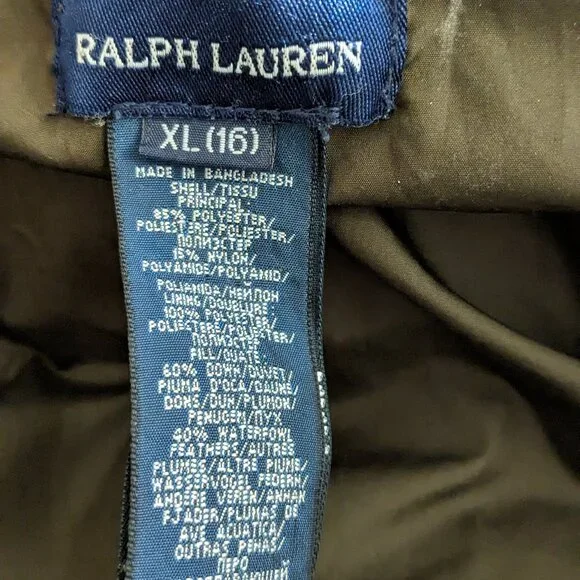 RALPH LAUREN
XL (16)
MADE IN BANGLADESH
SHELL/TISSU
PRINCIPAL
85% POLYESTER/
POLIESTERE/POLIESTER/
ПОЛИЭСТЕР
15% NYLON/
POLYAMIDE/POLYAMID/
POLIAMIDA/НЕЙЛОН
LINING/DOUBLURE
100% POLYESTER/
POLIESTERE/POLIESTER/
ПОЛИЭСТЕР
FILL/OUATE
60% DOWN/DUVET/
PIUMA D'OCA/DAUNE/
DONS/DUN/PLUMON/
PENUGEM/ПУХ
40% WATERFOWL
FEATHERS/AUTRES
PLUMES/ALTRE PIUME/
WASSERVOGEL FEDERN/
ANDERE VEREN/ANNAN
FJADER/PLUMAS DE
AVE ACUATICA/
OUTRAS PENAS/
ПЕРО